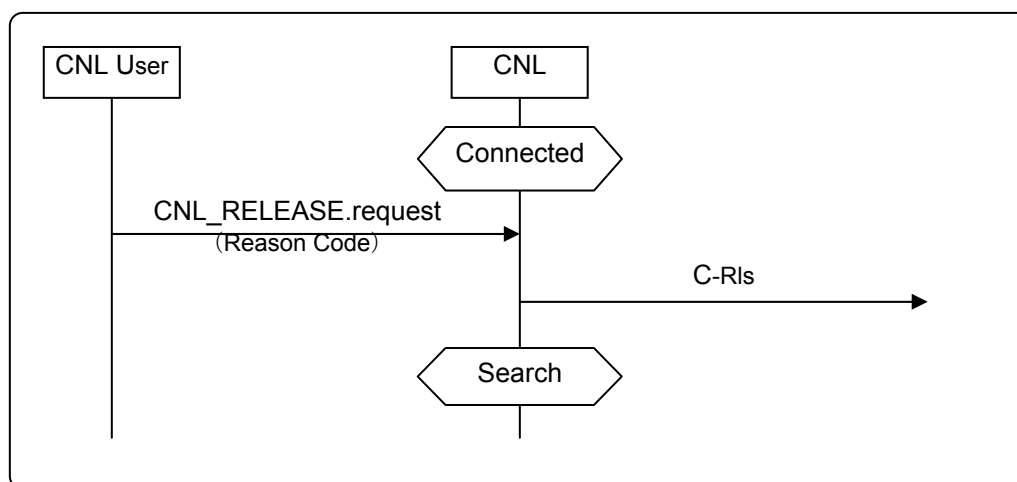 CNL User
CNL
Connected
CNL_RELEASE.request
（Reason Code）
C-Rls
Search